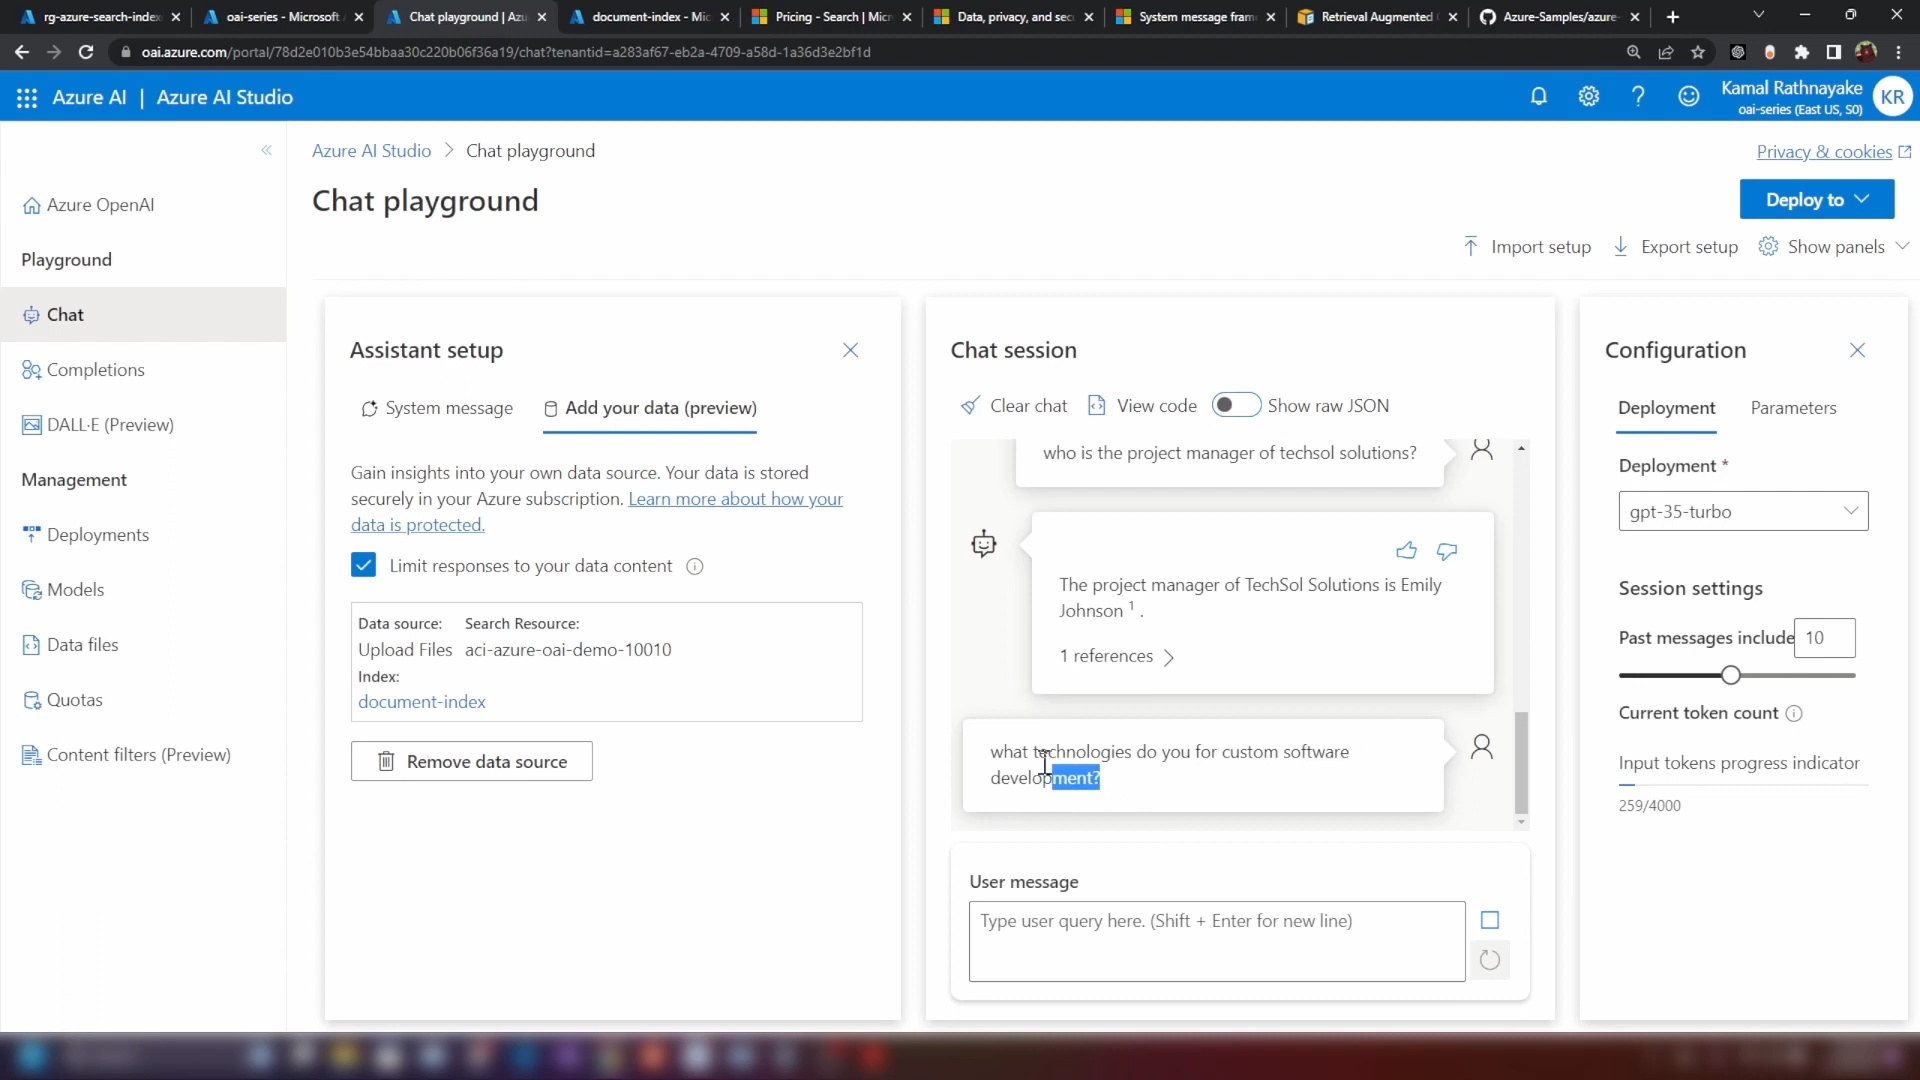 rg-azure-search-index
oai-series - Microsoft
Chat playground | Azu
document-index - Mic
Pricing - Search | Micr
Data, privacy, and sec
System message fram
Retrieval Augmented
Azure-Samples/azure-
oai.azure.com/portal/78d2e010b3e54bbaa30c220b06f36a19/chat?tenantid=a283af67-eb2a-4709-a58d-1a36d3e2bf1d
Azure AI | Azure AI Studio
Kamal Rathnayake
oai-series (East US, S0)
KR
Azure AI Studio > Chat playground
Privacy & cookies
Chat playground
Deploy to
Import setup
Export setup
Show panels
Azure OpenAI
Playground
Chat
Completions
DALL·E (Preview)
Management
Deployments
Models
Data files
Quotas
Content filters (Preview)
Assistant setup
System message
Add your data (preview)
Gain insights into your own data source. Your data is stored
securely in your Azure subscription. Learn more about how your
data is protected.
Limit responses to your data content
Data source: Search Resource:
Upload Files aci-azure-oai-demo-10010
Index:
document-index
Remove data source
Chat session
Clear chat
View code
Show raw JSON
who is the project manager of techsol solutions?
The project manager of TechSol Solutions is Emily
Johnson 1 .
1 references
what technologies do you for custom software
development?
User message
Type user query here. (Shift + Enter for new line)
Configuration
Deployment
Parameters
Deployment *
gpt-35-turbo
Session settings
Past messages include
10
Current token count
Input tokens progress indicator
259/4000